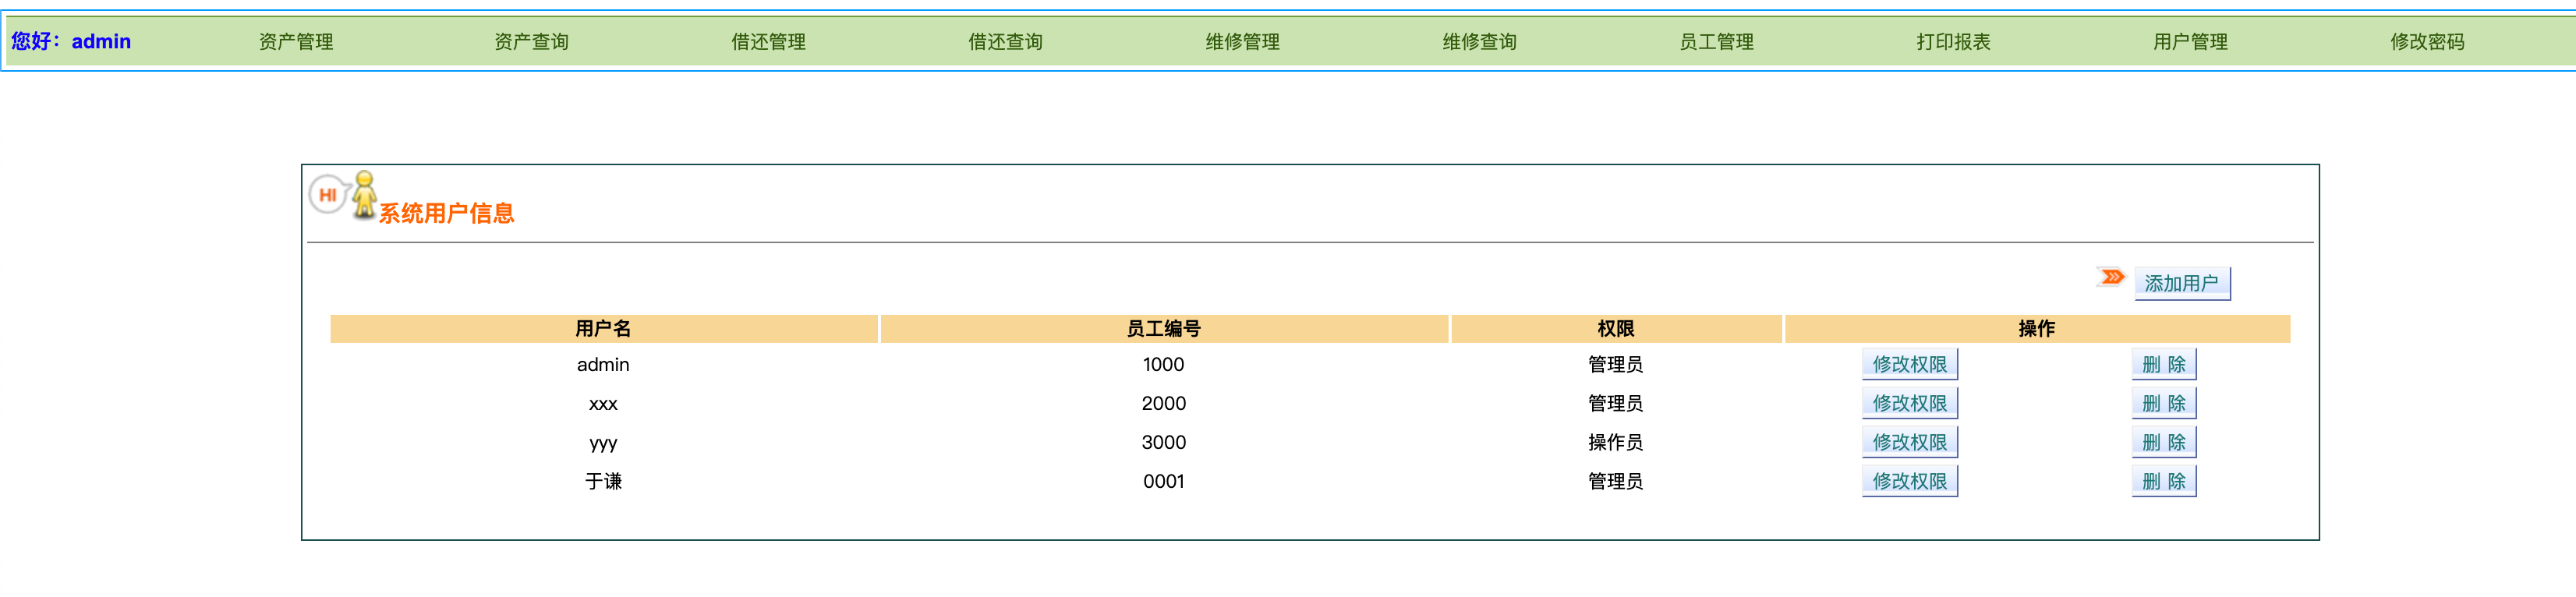 您好：admin 资产管理 资产查询 借还管理 借还查询 维修管理 维修查询 员工管理 打印报表 用户管理 修改密码
HI 系统用户信息
添加用户
用户名 员工编号 权限 操作
admin 1000 管理员 修改权限 删 除
xxx 2000 管理员 修改权限 删 除
yyy 3000 操作员 修改权限 删 除
于谦 0001 管理员 修改权限 删 除